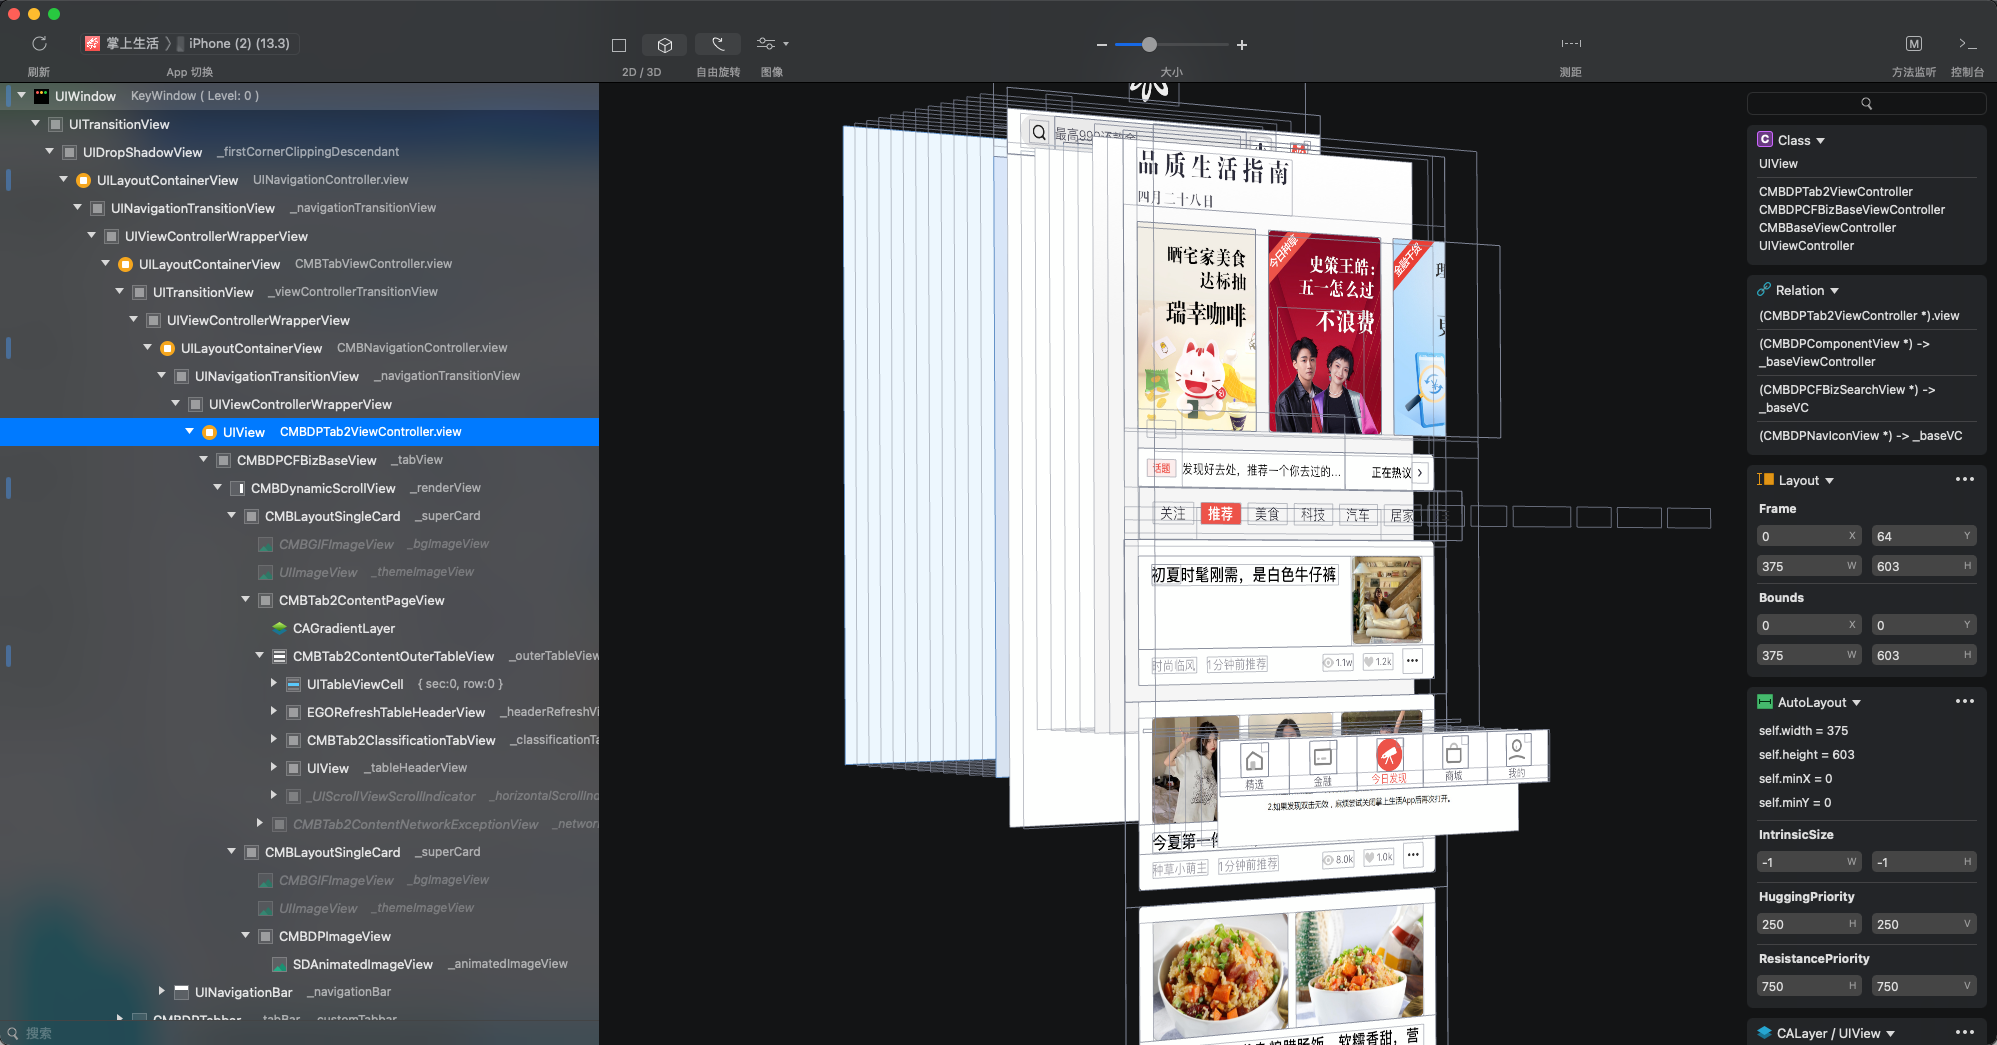 掌上生活 〉 iPhone (2) (13.3)
刷新
App 切换
2D / 3D
自由旋转
图像
大小
测距
M
方法监听
控制台
UIWindow KeyWindow ( Level: 0 )
UITransitionView
UIDropShadowView _firstCornerClippingDescendant
UILayoutContainerView UINavigationController.view
UINavigationTransitionView _navigationTransitionView
UIViewControllerWrapperView
UILayoutContainerView CMBTabViewController.view
UITransitionView _viewControllerTransitionView
UIViewControllerWrapperView
UILayoutContainerView CMBNavigationController.view
UINavigationTransitionView _navigationTransitionView
UIViewControllerWrapperView
UIView CMBDPTab2ViewController.view
CMBDPCFBizBaseView _tabView
CMBDynamicScrollView _renderView
CMBLayoutSingleCard _superCard
CMBGIFImageView _bgImageView
UIImageView _themeImageView
CMBTab2ContentPageView
CAGradientLayer
CMBTab2ContentOuterTableView _outerTableView
UITableViewCell { sec:0, row:0 }
EGORefreshTableHeaderView _headerRefreshVi
CMBTab2ClassificationTabView _classificationTa
UIView _tableHeaderView
_UIScrollViewScrollIndicator _horizontalScrollInd
CMBTab2ContentNetworkExceptionView _networ
CMBLayoutSingleCard _superCard
CMBGIFImageView _bgImageView
UIImageView _themeImageView
CMBDPImageView
SDAnimatedImageView _animatedImageView
UINavigationBar _navigationBar
CMBDPTabbar _tabBar _customTabbar
搜索
品质生活指南
四月二十八日
晒宅家美食
达标抽
瑞幸咖啡
今日种草
史策王皓:
五一怎么过
不浪费
金融干货
话题 发现好去处，推荐一个你去过的... 正在热议
关注 推荐 美食 科技 汽车 居家
初夏时髦刚需，是白色牛仔裤
时尚临风 1分钟前推荐 1.1w 1.2k
精选 金融 今日发现 商城 我的
2.如果发现双击无效，麻烦尝试关闭掌上生活App后再次打开。
今夏第一件
种草小萌主 1分钟前推荐 8.0k 1.0k
腊肠饭，软糯香甜，营
C Class
UIView
CMBDPTab2ViewController
CMBDPCFBizBaseViewController
CMBBaseViewController
UIViewController
Relation
(CMBDPTab2ViewController *).view
(CMBDPComponentView *) ->
_baseViewController
(CMBDPCFBizSearchView *) ->
_baseVC
(CMBDPNavIconView *) -> _baseVC
Layout
Frame
0 X 64 Y
375 W 603 H
Bounds
0 X 0 Y
375 W 603 H
AutoLayout
self.width = 375
self.height = 603
self.minX = 0
self.minY = 0
IntrinsicSize
-1 W -1 H
HuggingPriority
250 H 250 V
ResistancePriority
750 H 750 V
CALayer / UIView